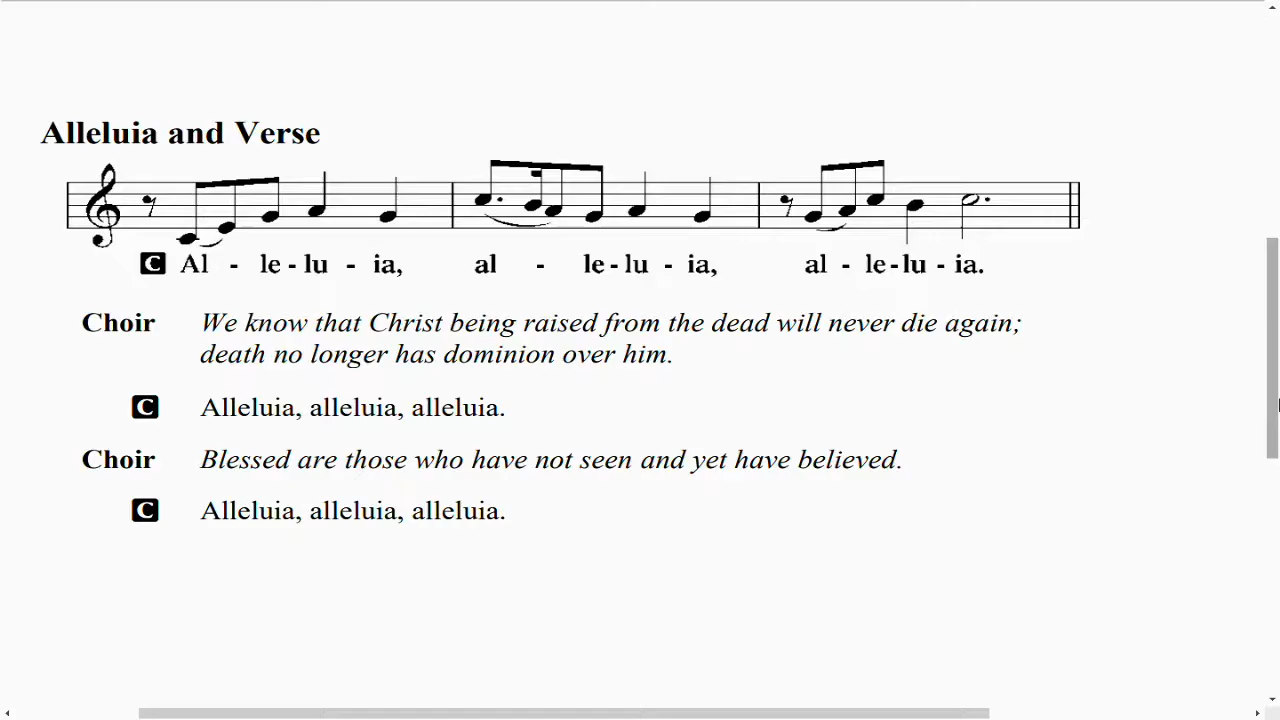 Alleluia and Verse
C Al - le - lu - ia, al - le - lu - ia, al - le - lu - ia.
Choir We know that Christ being raised from the dead will never die again;
death no longer has dominion over him.
C Alleluia, alleluia, alleluia.
Choir Blessed are those who have not seen and yet have believed.
C Alleluia, alleluia, alleluia.